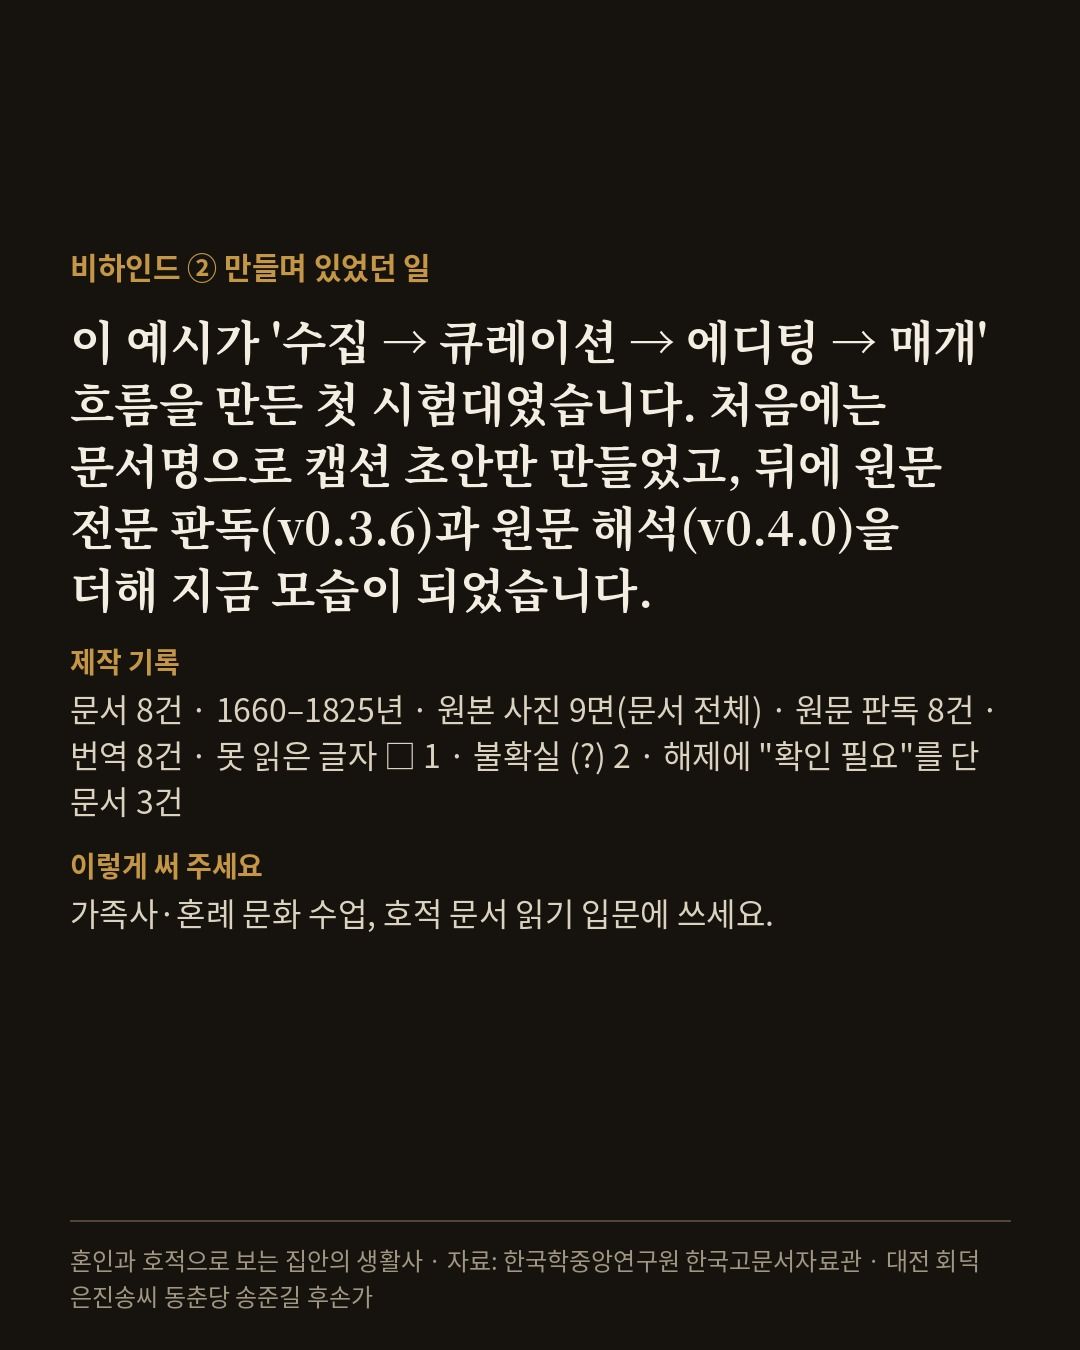 비하인드 ② 만들며 있었던 일
이 예시가 '수집 → 큐레이션 → 에디팅 → 매개'
흐름을 만든 첫 시험대였습니다. 처음에는
문서명으로 캡션 초안만 만들었고, 뒤에 원문
전문 판독(v0.3.6)과 원문 해석(v0.4.0)을
더해 지금 모습이 되었습니다.
제작 기록
문서 8건 · 1660–1825년 · 원본 사진 9면(문서 전체) · 원문 판독 8건 ·
번역 8건 · 못 읽은 글자 □ 1 · 불확실 (?) 2 · 해제에 "확인 필요"를 단
문서 3건
이렇게 써 주세요
가족사·혼례 문화 수업, 호적 문서 읽기 입문에 쓰세요.
혼인과 호적으로 보는 집안의 생활사 · 자료: 한국학중앙연구원 한국고문서자료관 · 대전 회덕
은진송씨 동춘당 송준길 후손가